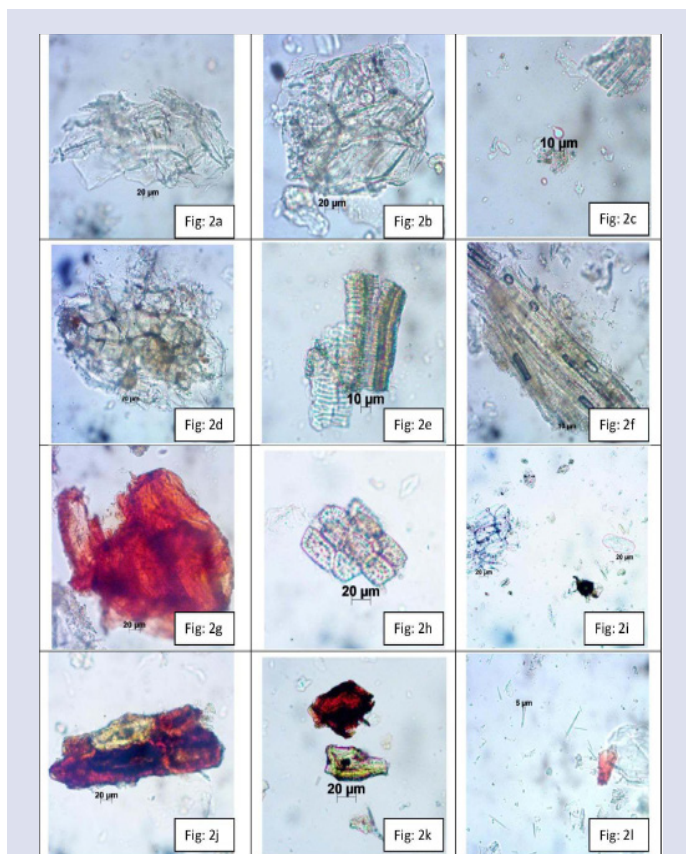 20 µm
Fig: 2a
20 µm
Fig: 2b
10 µm
Fig: 2c
Fig: 2d
10 µm
Fig: 2e
Fig: 2f
20 µm
Fig: 2g
20 µm
Fig: 2h
20 µm
20 µm
Fig: 2i
20 µm
Fig: 2j
20 µm
Fig: 2k
5 µm
Fig: 2l